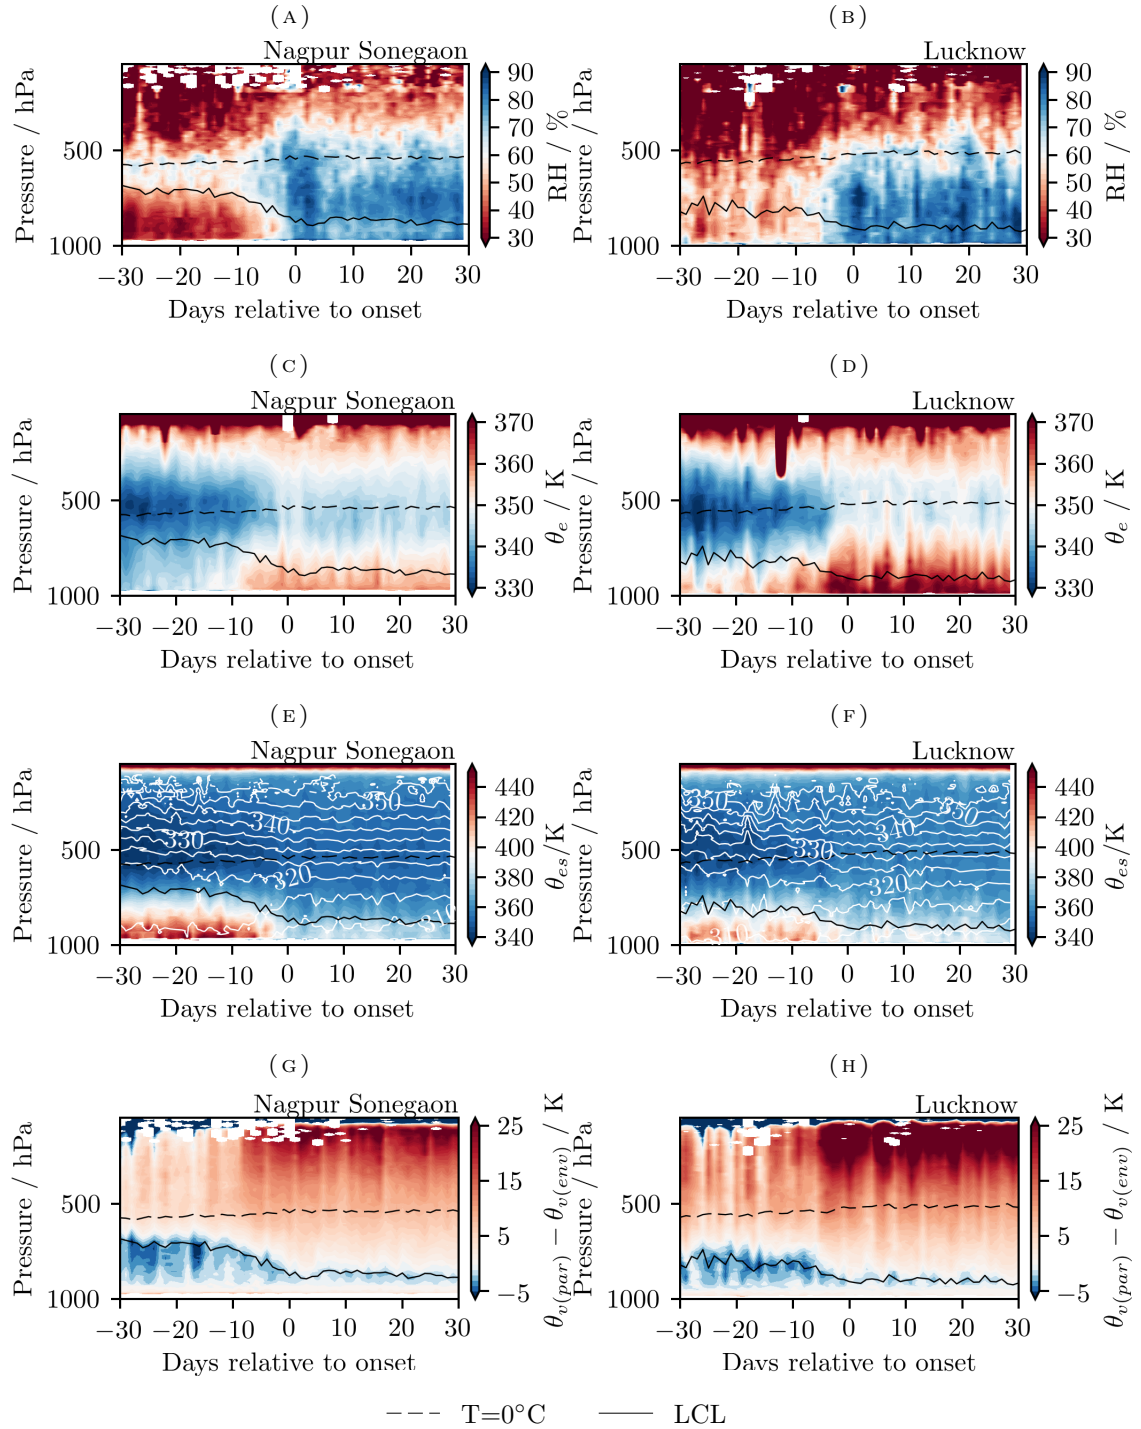 (A)
(B)
Nagpur Sonegaon
Lucknow
Pressure / hPa
500
1000
−30 −20 −10 0 10 20 30
Days relative to onset
90
80
70
60
50
40
30
RH / %
Pressure / hPa
500
1000
−30 −20 −10 0 10 20 30
Days relative to onset
90
80
70
60
50
40
30
RH / %
(C)
(D)
Nagpur Sonegaon
Lucknow
Pressure / hPa
500
1000
−30 −20 −10 0 10 20 30
Days relative to onset
370
360
350
340
330
θe / K
Pressure / hPa
500
1000
−30 −20 −10 0 10 20 30
Days relative to onset
370
360
350
340
330
θe / K
(E)
(F)
Nagpur Sonegaon
Lucknow
Pressure / hPa
500
1000
350
340
330
320
310
−30 −20 −10 0 10 20 30
Days relative to onset
440
420
400
380
360
340
θes/K
Pressure / hPa
500
1000
350
350
340
330
320
310
−30 −20 −10 0 10 20 30
Days relative to onset
440
420
400
380
360
340
θes/K
(G)
(H)
Nagpur Sonegaon
Lucknow
Pressure / hPa
500
1000
−30 −20 −10 0 10 20 30
Days relative to onset
25
15
5
−5
θv(par) − θv(env) / K
Pressure / hPa
500
1000
−30 −20 −10 0 10 20 30
Days relative to onset
25
15
5
−5
θv(par) − θv(env) / K
T=0°C
LCL